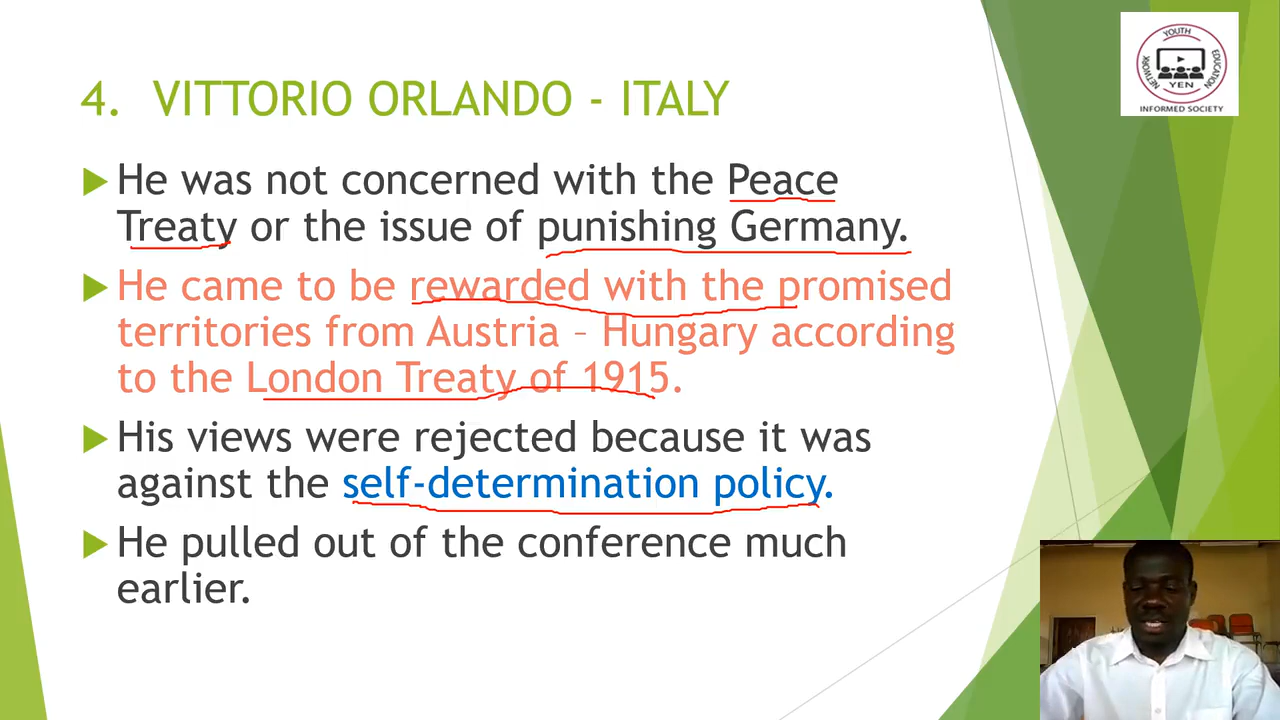 4. VITTORIO ORLANDO - ITALY
He was not concerned with the Peace
Treaty or the issue of punishing Germany.
He came to be rewarded with the promised
territories from Austria – Hungary according
to the London Treaty of 1915.
His views were rejected because it was
against the self-determination policy.
He pulled out of the conference much
earlier.
YOUTH
EDUCATION
NETWORK
YEN
INFORMED SOCIETY